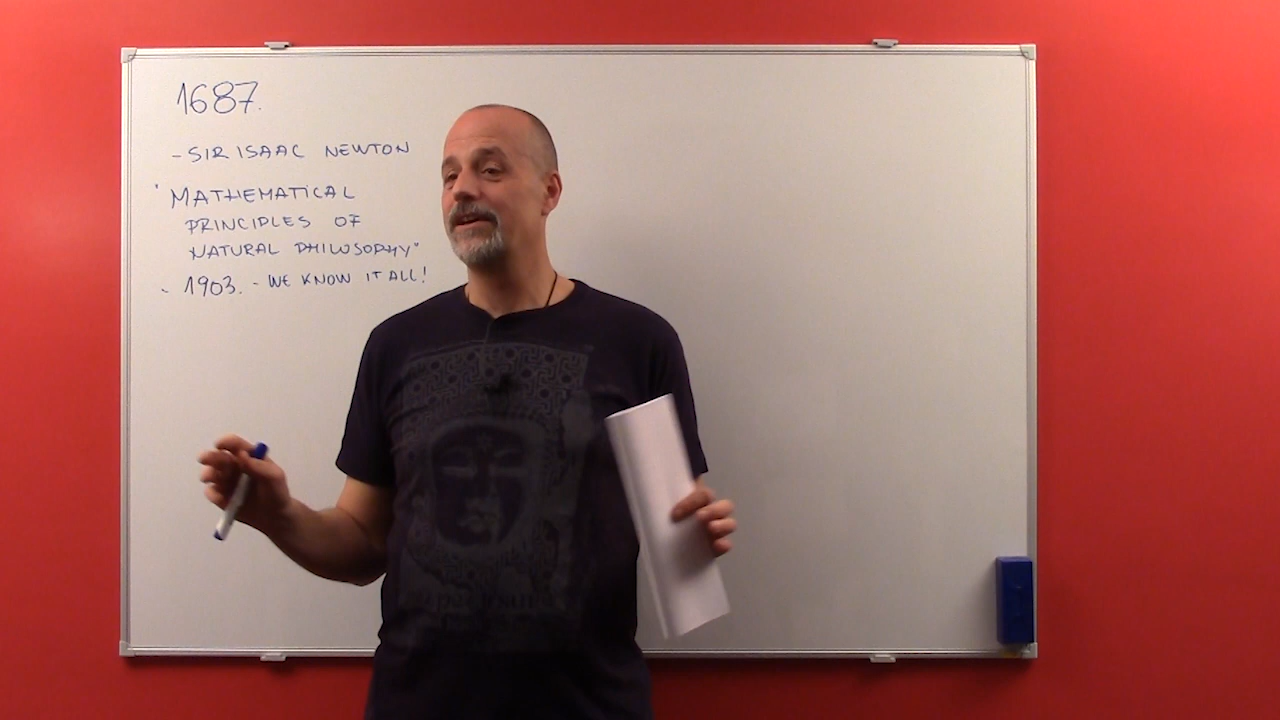 1687.
- SIR ISAAC NEWTON
"MATHEMATICAL
PRINCIPLES OF
NATURAL PHILOSOPHY"
- 1903. - WE KNOW IT ALL!